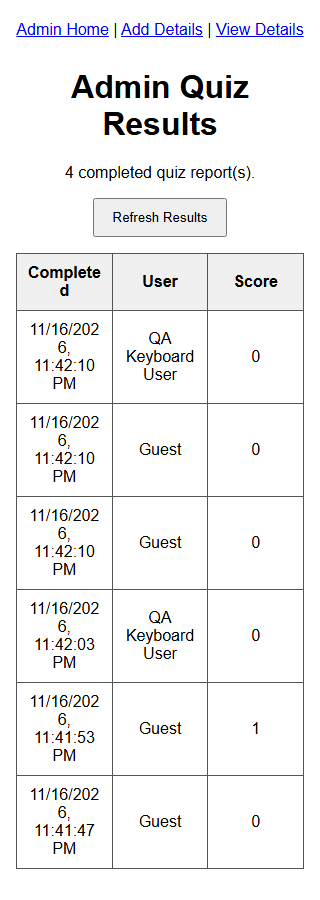 Admin Home | Add Details | View Details
Admin Quiz
Results
4 completed quiz report(s).
Refresh Results
Complete
d
User
Score
11/16/202
6,
11:42:10
PM
QA
Keyboard
User
0
11/16/202
6,
11:42:10
PM
Guest
0
11/16/202
6,
11:42:10
PM
Guest
0
11/16/202
6,
11:42:03
PM
QA
Keyboard
User
0
11/16/202
6,
11:41:53
PM
Guest
1
11/16/202
6,
11:41:47
PM
Guest
0